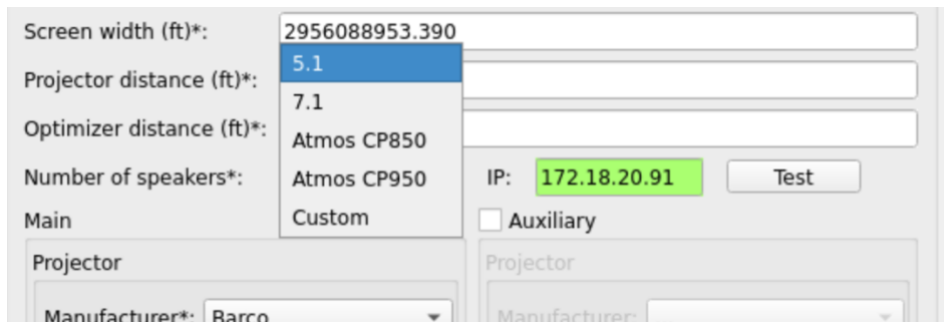 Screen width (ft)*: 2956088953.390
5.1
Projector distance (ft)*:
7.1
Optimizer distance (ft)*:
Atmos CP850
Number of speakers*: Atmos CP950 IP: 172.18.20.91 Test
Main Custom Auxiliary
Projector Projector
Manufacturer*: Barco Manufacturer: